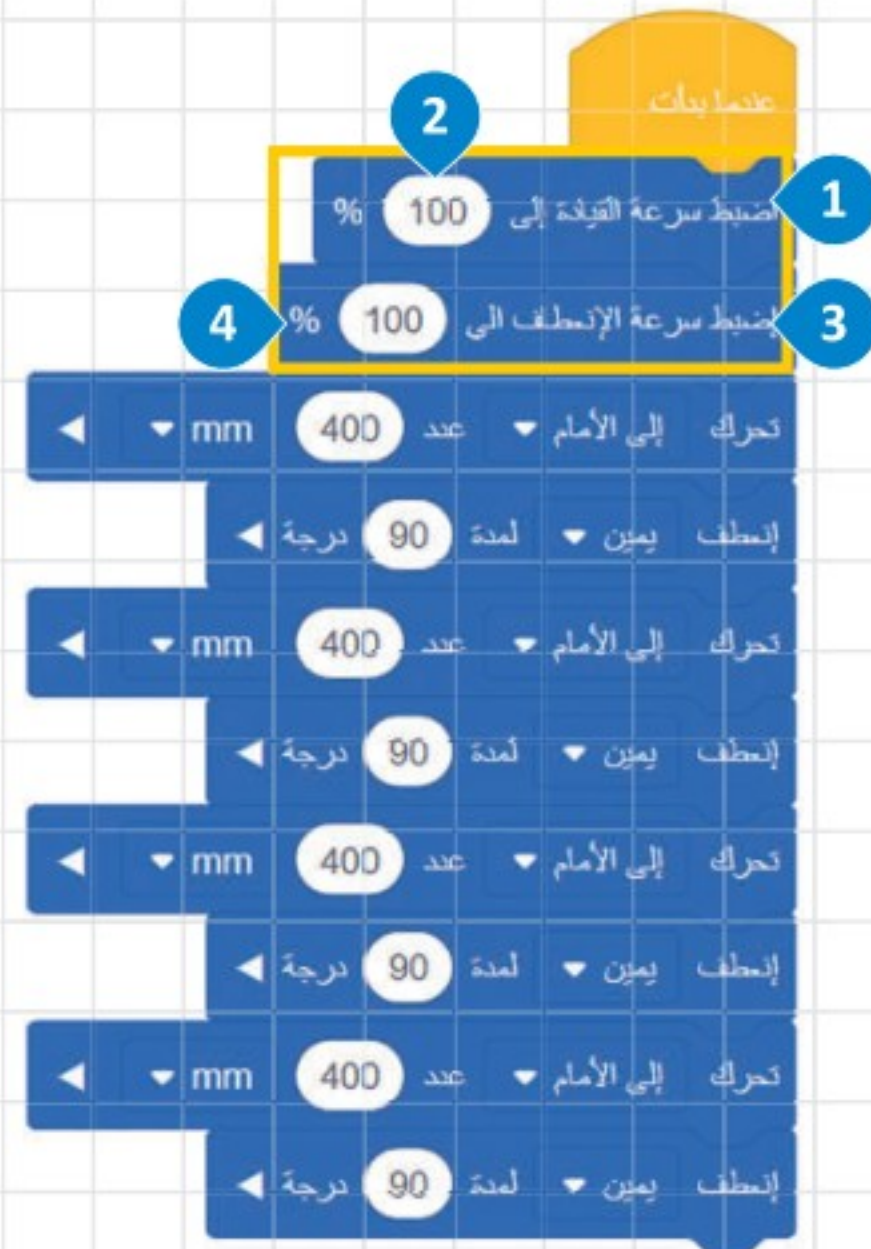 عندما بدأت
2
اضبط سرعة القيادة إلى 100 % 1
إضبط سرعة الإنعطف الى 100 % 3
4
تحرك إلى الأمام عدد 400 mm
إنعطف يمين لمدة 90 درجة
تحرك إلى الأمام عدد 400 mm
إنعطف يمين لمدة 90 درجة
تحرك إلى الأمام عدد 400 mm
إنعطف يمين لمدة 90 درجة
تحرك إلى الأمام عدد 400 mm
إنعطف يمين لمدة 90 درجة